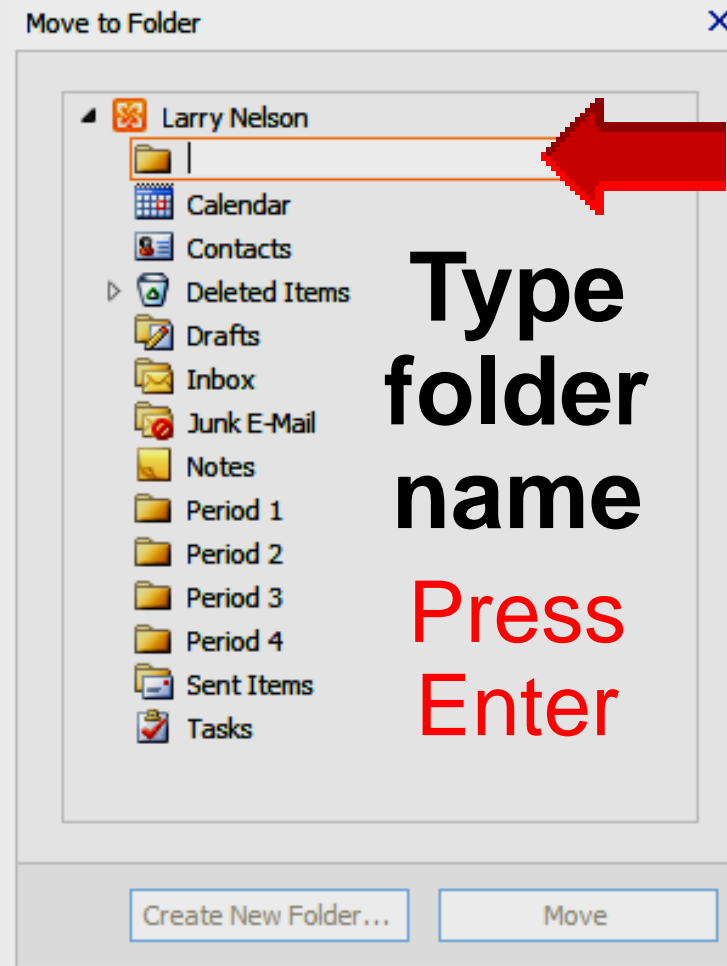 Move to Folder
Larry Nelson
Calendar
Contacts
Deleted Items
Drafts
Inbox
Junk E-Mail
Notes
Period 1
Period 2
Period 3
Period 4
Sent Items
Tasks
Type
folder
name
Press
Enter
Create New Folder...
Move